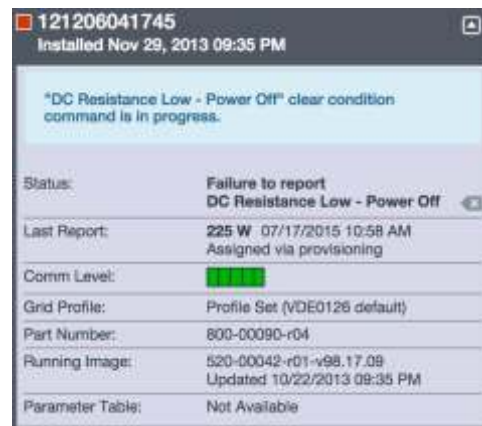 121206041745
Installed Nov 29, 2013 09:35 PM
"DC Resistance Low - Power Off" clear condition
command is in progress.
Status: Failure to report
DC Resistance Low - Power Off
Last Report: 225 W 07/17/2015 10:58 AM
Assigned via provisioning
Comm Level:
Grid Profile: Profile Set (VDE0126 default)
Part Number: 800-00090-r04
Running Image: 520-00042-r01-v98.17.09
Updated 10/22/2013 09:35 PM
Parameter Table: Not Available